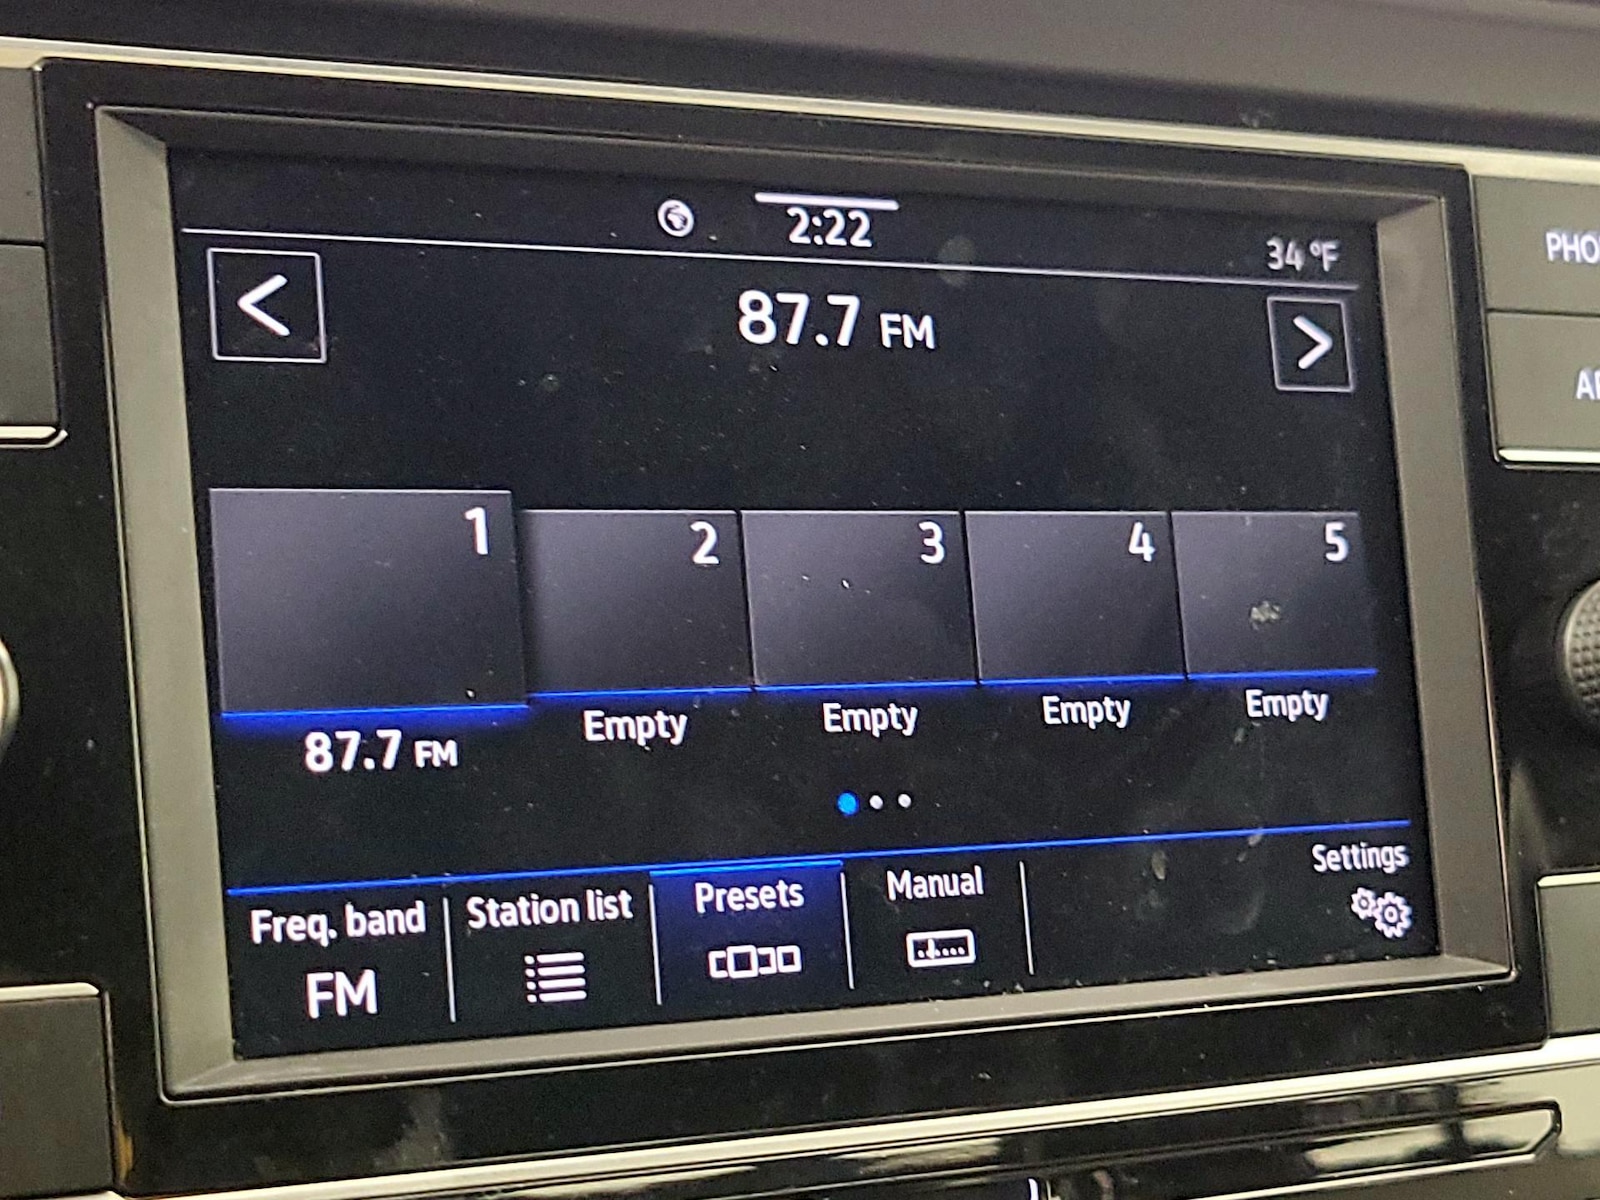 2:22
34 °F
87.7 FM
1
2
3
4
5
87.7 FM
Empty
Empty
Empty
Empty
Freq. band
FM
Station list
Presets
Manual
Settings